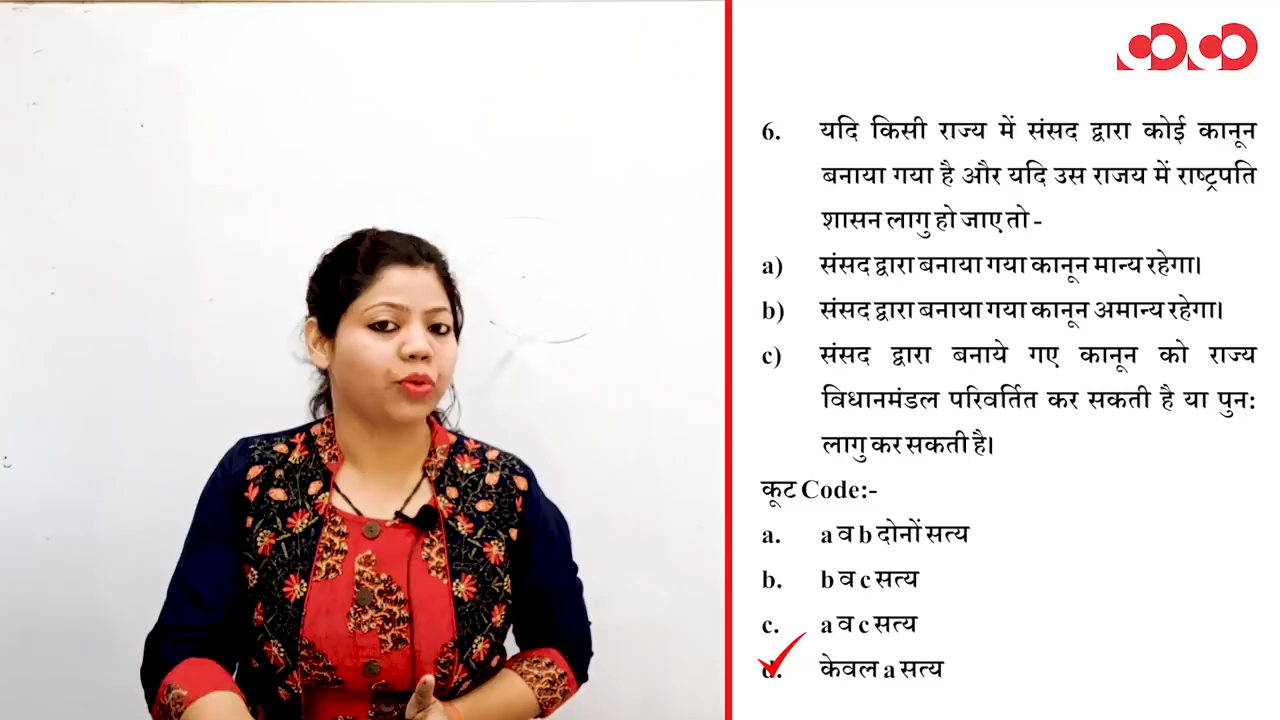 6. यदि किसी राज्य में संसद द्वारा कोई कानून
बनाया गया है और यदि उस राजय में राष्ट्रपति
शासन लागु हो जाए तो -
a) संसद द्वारा बनाया गया कानून मान्य रहेगा।
b) संसद द्वारा बनाया गया कानून अमान्य रहेगा।
c) संसद द्वारा बनाये गए कानून को राज्य
विधानमंडल परिवर्तित कर सकती है या पुन:
लागु कर सकती है।
कूट Code:-
a. a व b दोनों सत्य
b. b व c सत्य
c. a व c सत्य
d. केवल a सत्य